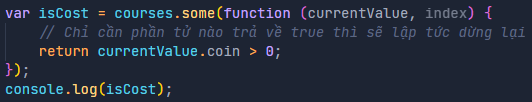 var isCost = courses.some(function (currentValue, index) {
    // Chỉ cần phần tử nào trả về true thì sẽ lập tức dừng lại
    return currentValue.coin > 0;
});
console.log(isCost);